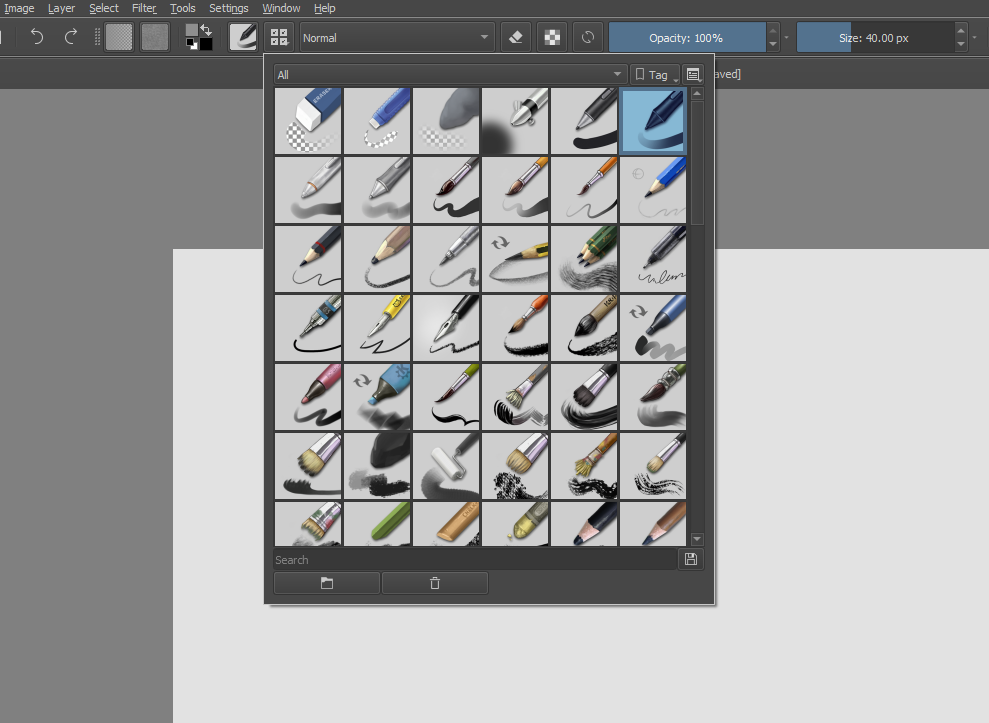 Image Layer Select Filter Tools Settings Window Help
Normal Opacity: 100% Size: 40.00 px
aved]
All Tag
Search